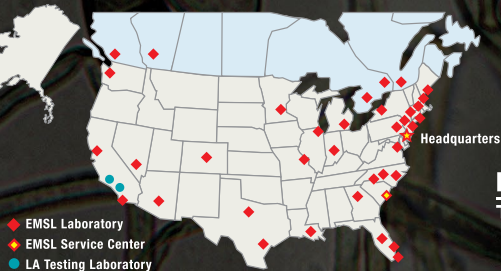 Headquarters
EMSL Laboratory
EMSL Service Center
LA Testing Laboratory